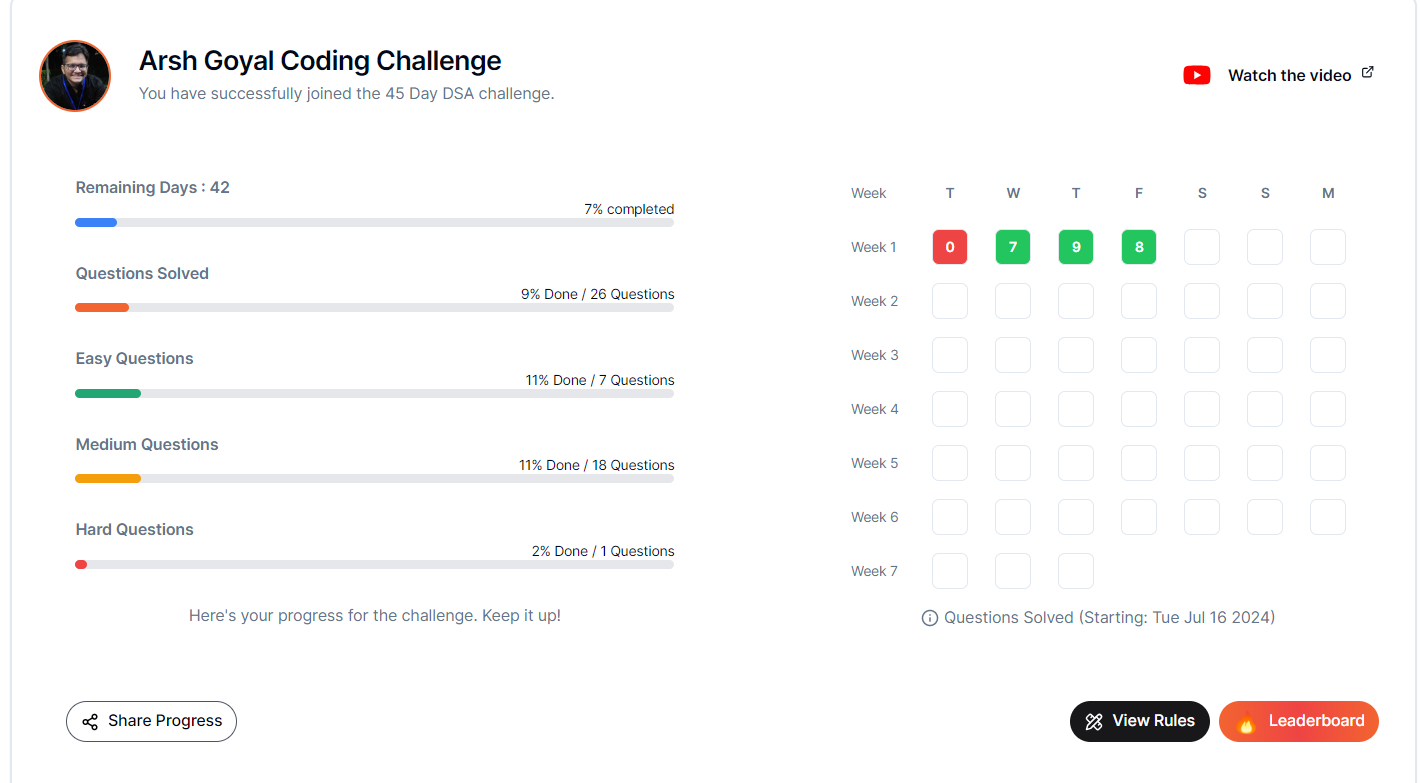 Arsh Goyal Coding Challenge
You have successfully joined the 45 Day DSA challenge.
Watch the video
Remaining Days : 42
7% completed
Questions Solved
9% Done / 26 Questions
Easy Questions
11% Done / 7 Questions
Medium Questions
11% Done / 18 Questions
Hard Questions
2% Done / 1 Questions
Here's your progress for the challenge. Keep it up!
Week T W T F S S M
Week 1 0 7 9 8
Week 2
Week 3
Week 4
Week 5
Week 6
Week 7
Questions Solved (Starting: Tue Jul 16 2024)
Share Progress
View Rules
Leaderboard